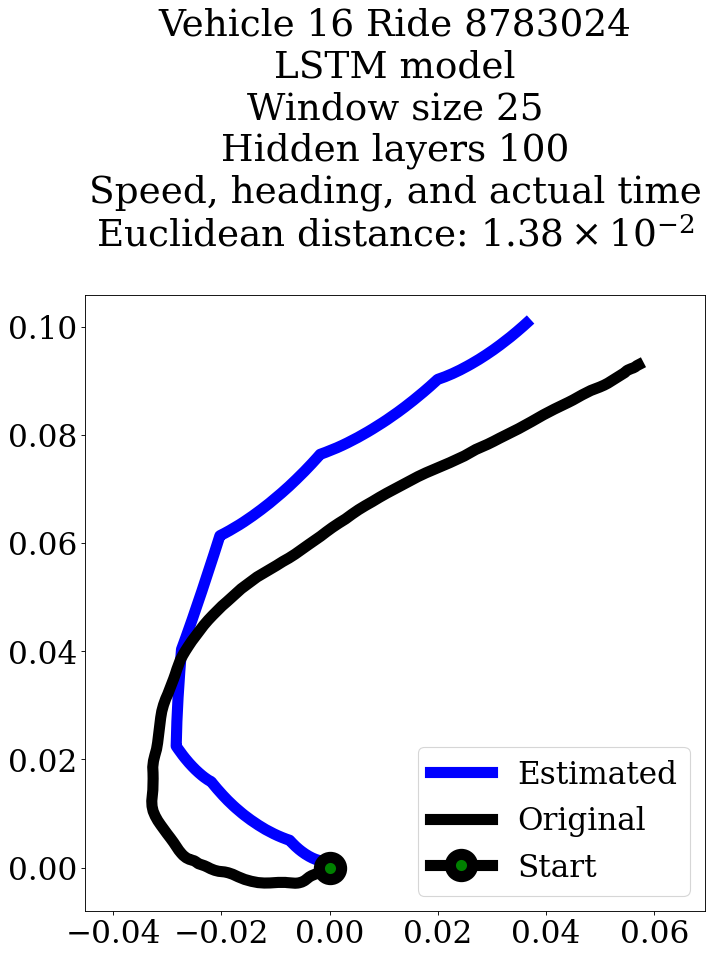 Vehicle 16 Ride 8783024
LSTM model
Window size 25
Hidden layers 100
Speed, heading, and actual time
Euclidean distance: 1.38 × 10⁻²
0.10
0.08
0.06
0.04
0.02
0.00
Estimated
Original
Start
−0.04 −0.02 0.00 0.02 0.04 0.06